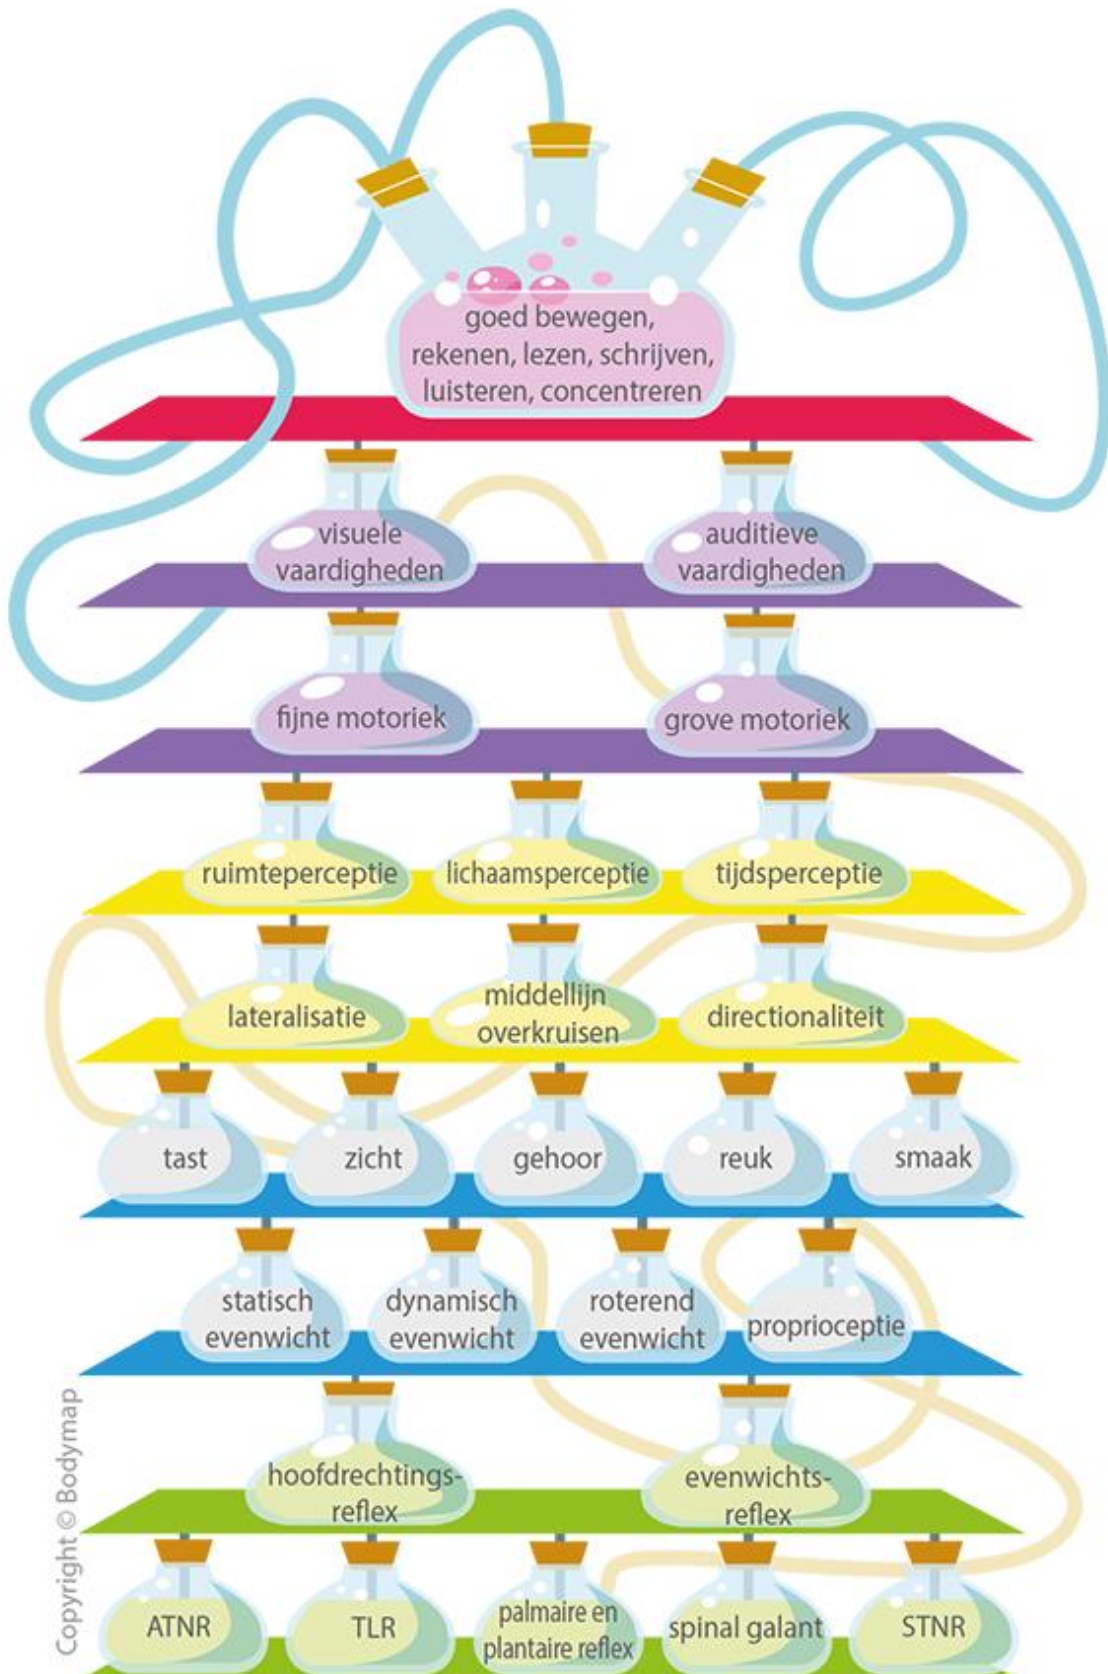 goed bewegen,
rekenen, lezen, schrijven,
luisteren, concentreren
visuele
vaardigheden
auditieve
vaardigheden
fijne motoriek
grove motoriek
ruimteperceptie
lichaamsperceptie
tijdsperceptie
lateralisatie
middellijn
overkruisen
directionaliteit
tast
zicht
gehoor
reuk
smaak
statisch
evenwicht
dynamisch
evenwicht
roterend
evenwicht
proprioceptie
hoofdrechtings-
reflex
evenwichts-
reflex
ATNR
TLR
palmaire en
plantaire reflex
spinal galant
STNR
Copyright © Bodymap